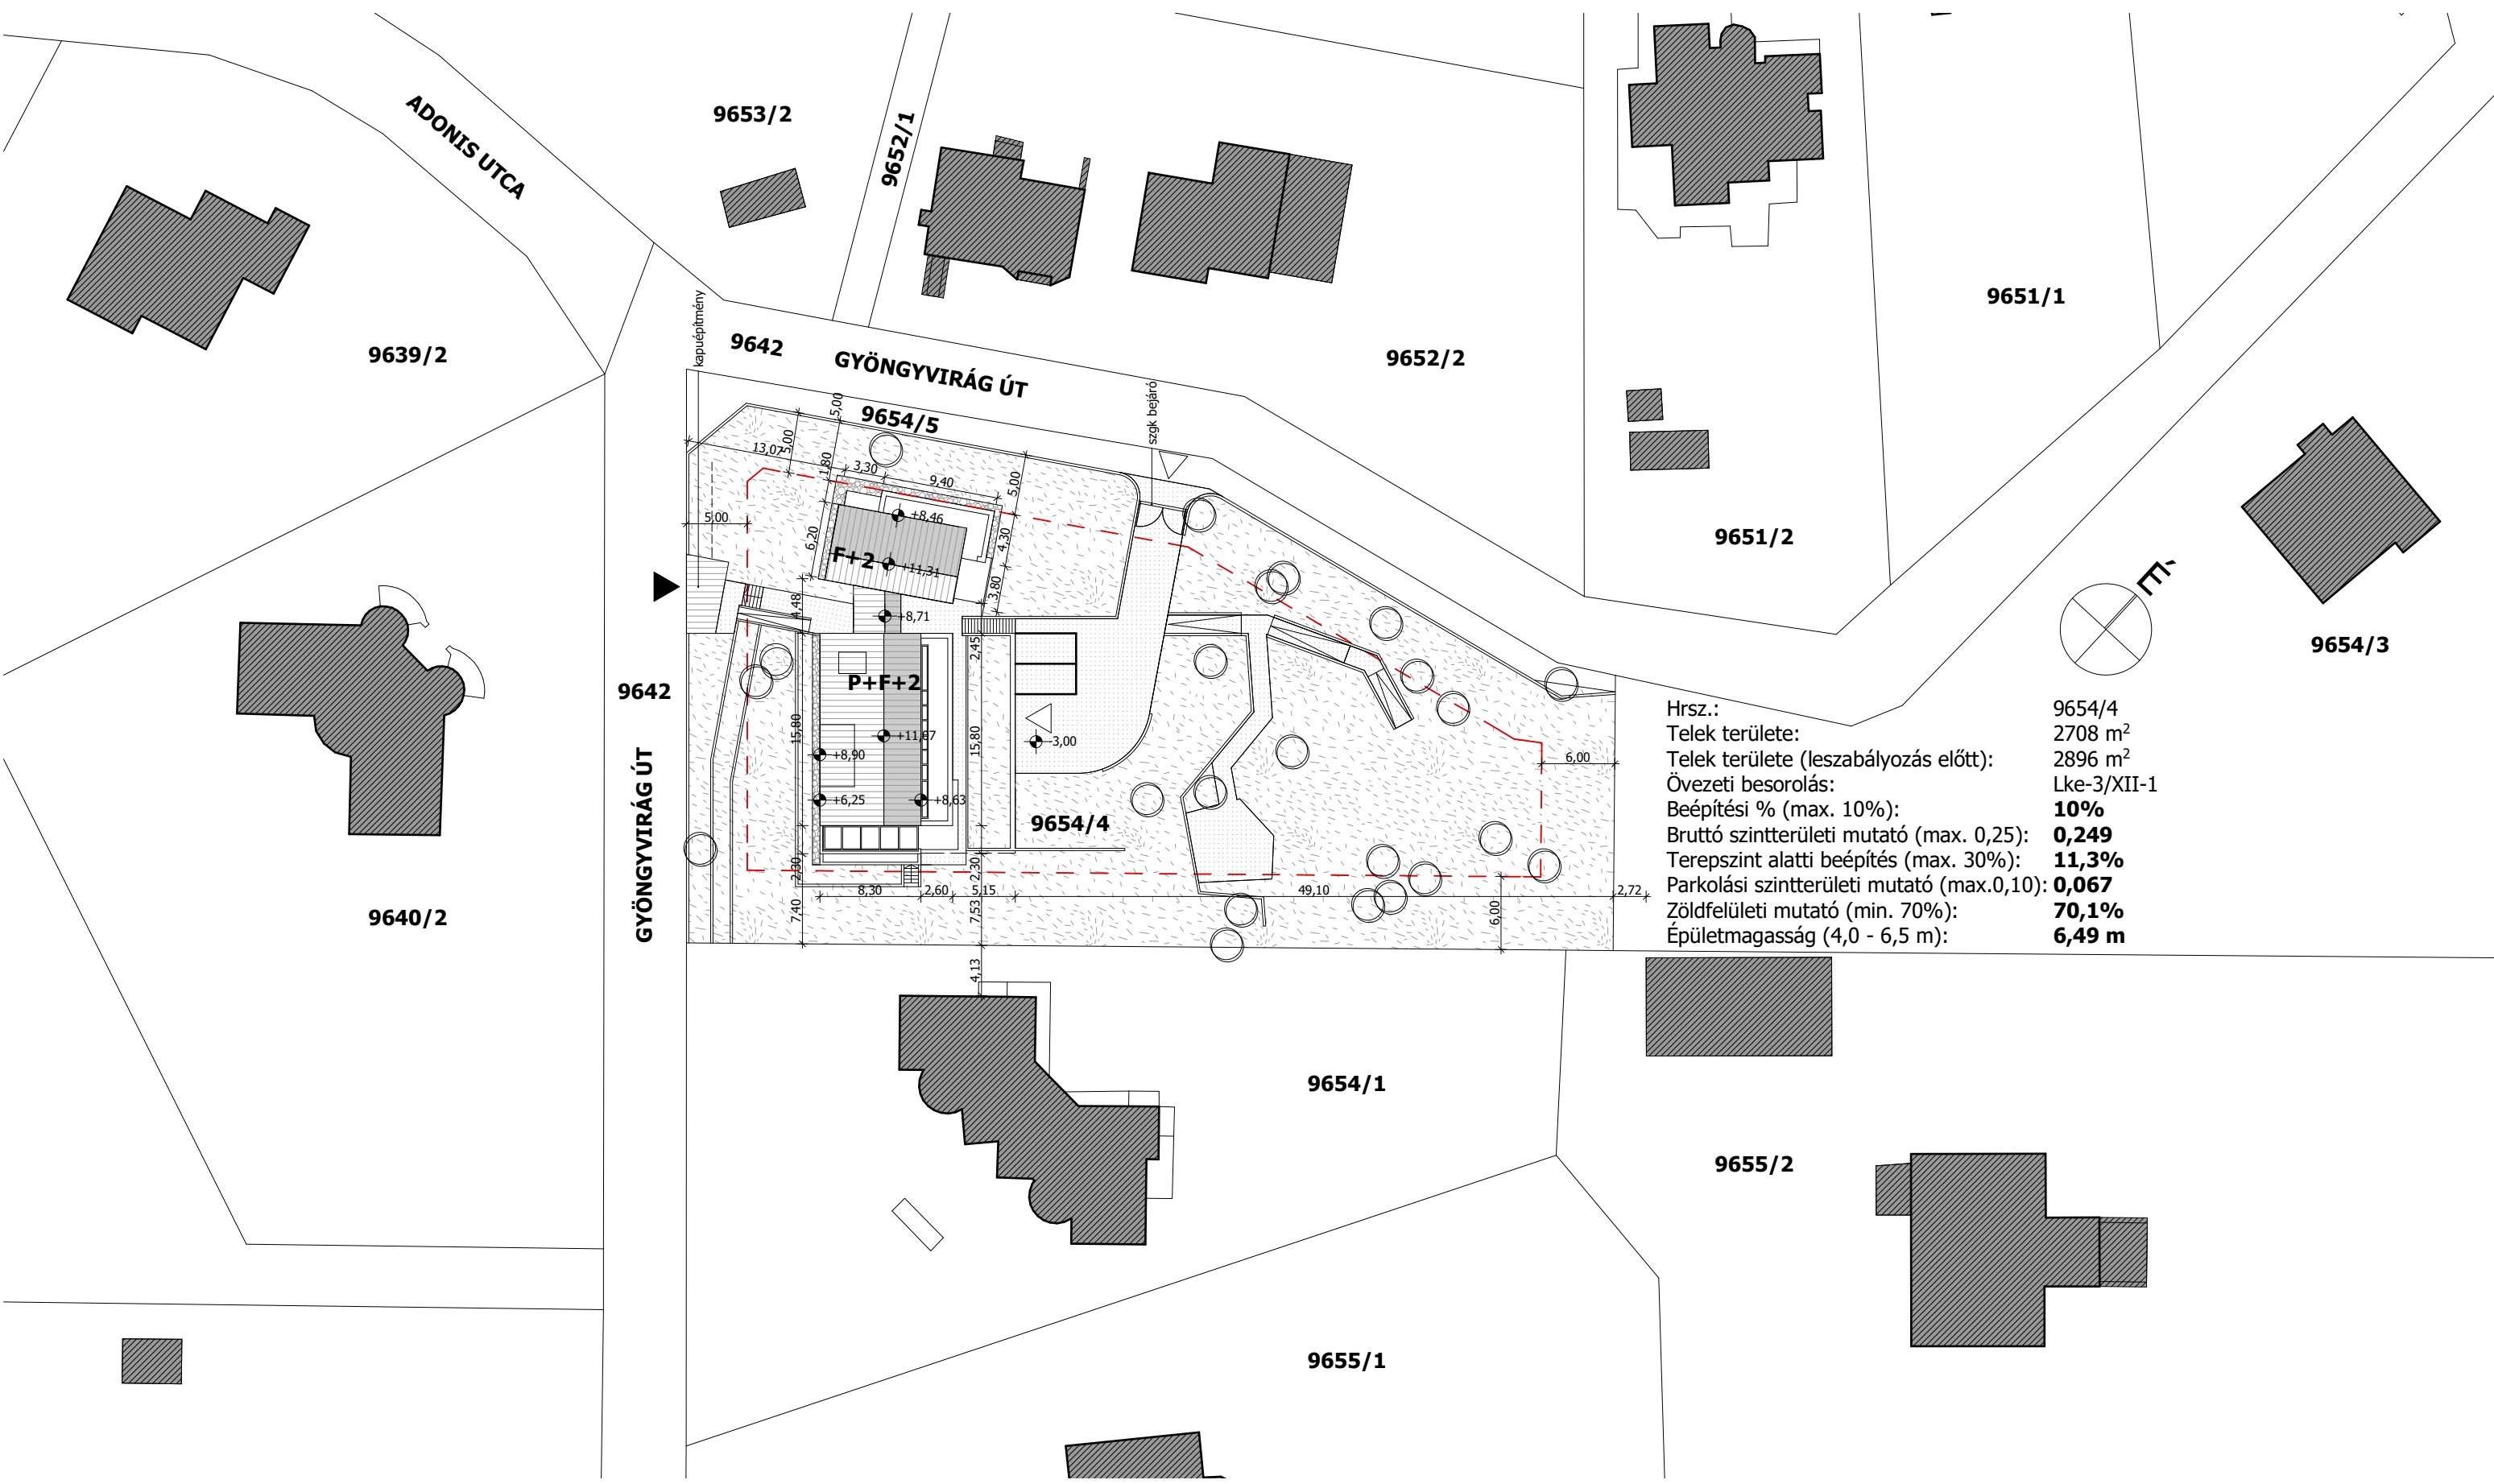 ADONIS UTCA
9653/2
9652/1
9651/1
kapuépítmény
9642
GYÖNGYVIRÁG ÚT
9639/2
9652/2
szgk bejáró
9654/5
5,00
5,00
13,07
1,80
3,30
9,40
5,00
5,00
+8,46
6,20
4,30
F+2
+11,31
3,80
9651/2
É
4,48
+8,71
2,45
9654/3
P+F+2
9642
15,80
+11,67
15,80
-3,00
+8,90
6,00
+6,25
+8,63
9654/4
GYÖNGYVIRÁG ÚT
2,30
2,30
8,30
2,60
5,15
49,10
2,72
7,40
7,53
6,00
9640/2
4,13
Hrsz.: 9654/4
Telek területe: 2708 m²
Telek területe (leszabályozás előtt): 2896 m²
Övezeti besorolás: Lke-3/XII-1
Beépítési % (max. 10%): 10%
Bruttó szintterületi mutató (max. 0,25): 0,249
Terepszint alatti beépítés (max. 30%): 11,3%
Parkolási szintterületi mutató (max.0,10): 0,067
Zöldfelületi mutató (min. 70%): 70,1%
Épületmagasság (4,0 - 6,5 m): 6,49 m
9654/1
9655/2
9655/1